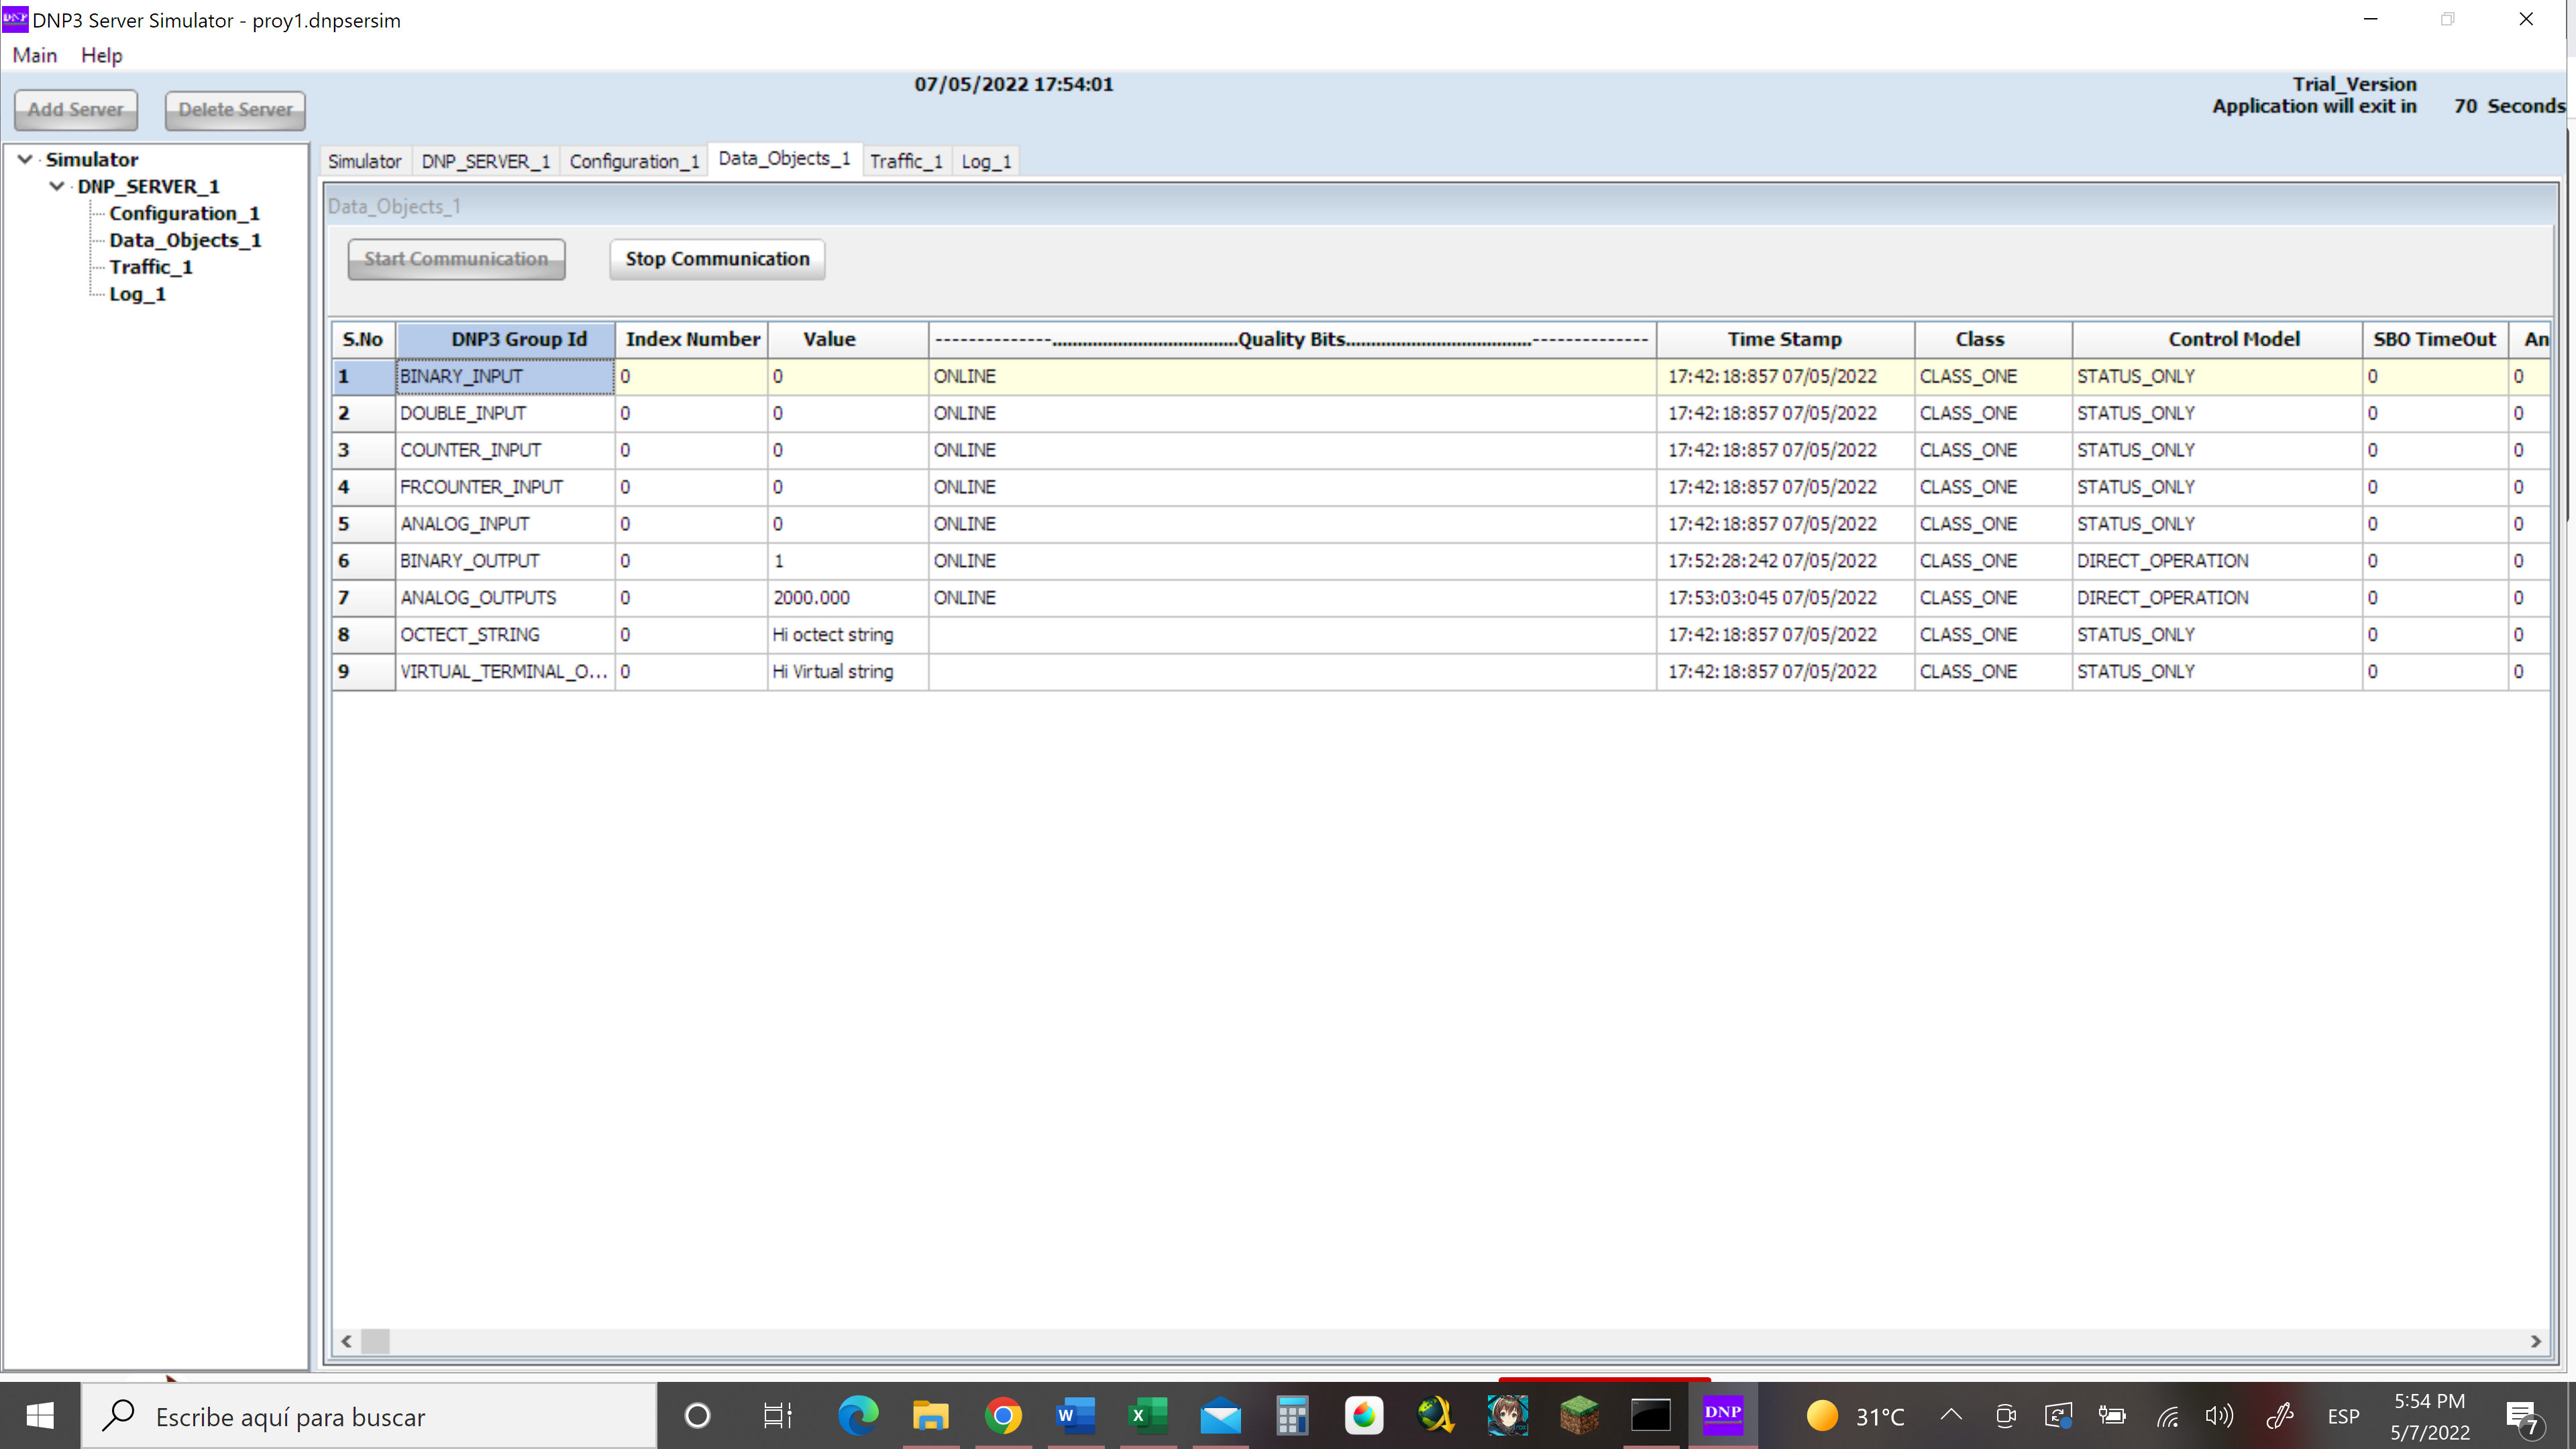 DNP DNP3 Server Simulator - proy1.dnpsersim
Main Help
07/05/2022 17:54:01
Trial_Version
Application will exit in 70 Seconds
Add Server Delete Server
Simulator
DNP_SERVER_1
Configuration_1
Data_Objects_1
Traffic_1
Log_1
Simulator DNP_SERVER_1 Configuration_1 Data_Objects_1 Traffic_1 Log_1
Data_Objects_1
Start Communication Stop Communication
S.No DNP3 Group Id Index Number Value --------------.....................................Quality Bits.....................................-------------- Time Stamp Class Control Model SBO TimeOut An
1 BINARY_INPUT 0 0 ONLINE 17:42:18:857 07/05/2022 CLASS_ONE STATUS_ONLY 0 0
2 DOUBLE_INPUT 0 0 ONLINE 17:42:18:857 07/05/2022 CLASS_ONE STATUS_ONLY 0 0
3 COUNTER_INPUT 0 0 ONLINE 17:42:18:857 07/05/2022 CLASS_ONE STATUS_ONLY 0 0
4 FRCOUNTER_INPUT 0 0 ONLINE 17:42:18:857 07/05/2022 CLASS_ONE STATUS_ONLY 0 0
5 ANALOG_INPUT 0 0 ONLINE 17:42:18:857 07/05/2022 CLASS_ONE STATUS_ONLY 0 0
6 BINARY_OUTPUT 0 1 ONLINE 17:52:28:242 07/05/2022 CLASS_ONE DIRECT_OPERATION 0 0
7 ANALOG_OUTPUTS 0 2000.000 ONLINE 17:53:03:045 07/05/2022 CLASS_ONE DIRECT_OPERATION 0 0
8 OCTECT_STRING 0 Hi octect string 17:42:18:857 07/05/2022 CLASS_ONE STATUS_ONLY 0 0
9 VIRTUAL_TERMINAL_O... 0 Hi Virtual string 17:42:18:857 07/05/2022 CLASS_ONE STATUS_ONLY 0 0
Escribe aquí para buscar W X DNP 31°C ESP 5:54 PM
5/7/2022 7